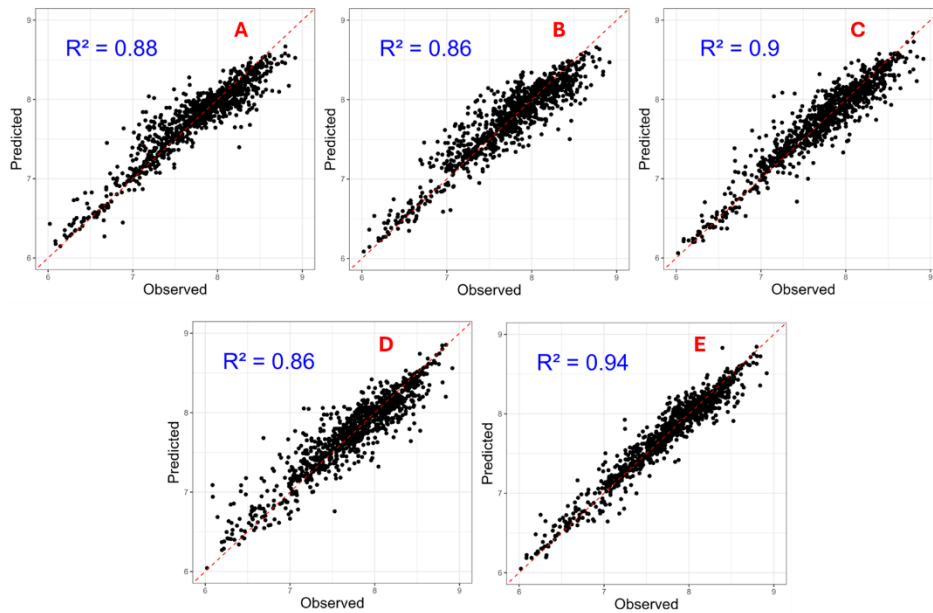 A
R² = 0.88
9
8
7
6
Predicted
6 7 8 9
Observed
B
R² = 0.86
9
8
7
6
Predicted
6 7 8 9
Observed
C
R² = 0.9
9
8
7
6
Predicted
6 7 8 9
Observed
D
R² = 0.86
9
8
7
6
Predicted
6 7 8 9
Observed
E
R² = 0.94
9
8
7
6
Predicted
6 7 8 9
Observed